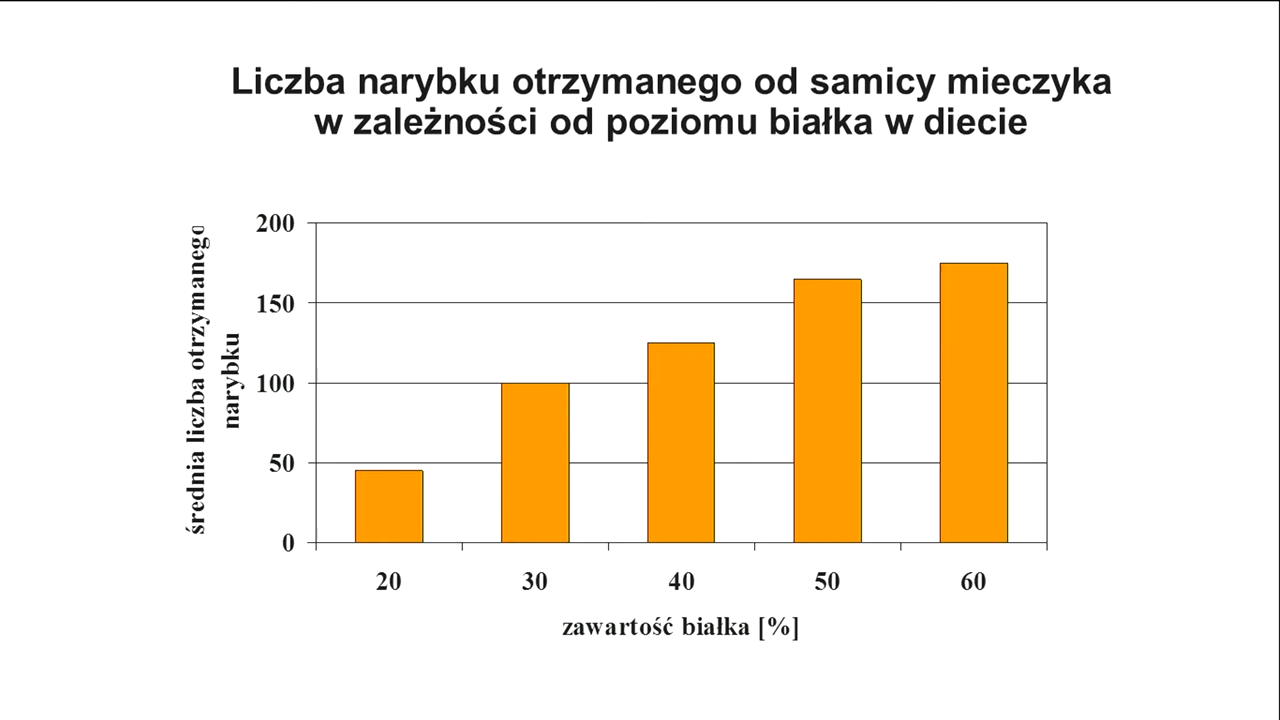 Liczba narybku otrzymanego od samicy mieczyka
w zależności od poziomu białka w diecie
średnia liczba otrzymanego
narybku
200
150
100
50
0
20 30 40 50 60
zawartość białka [%]